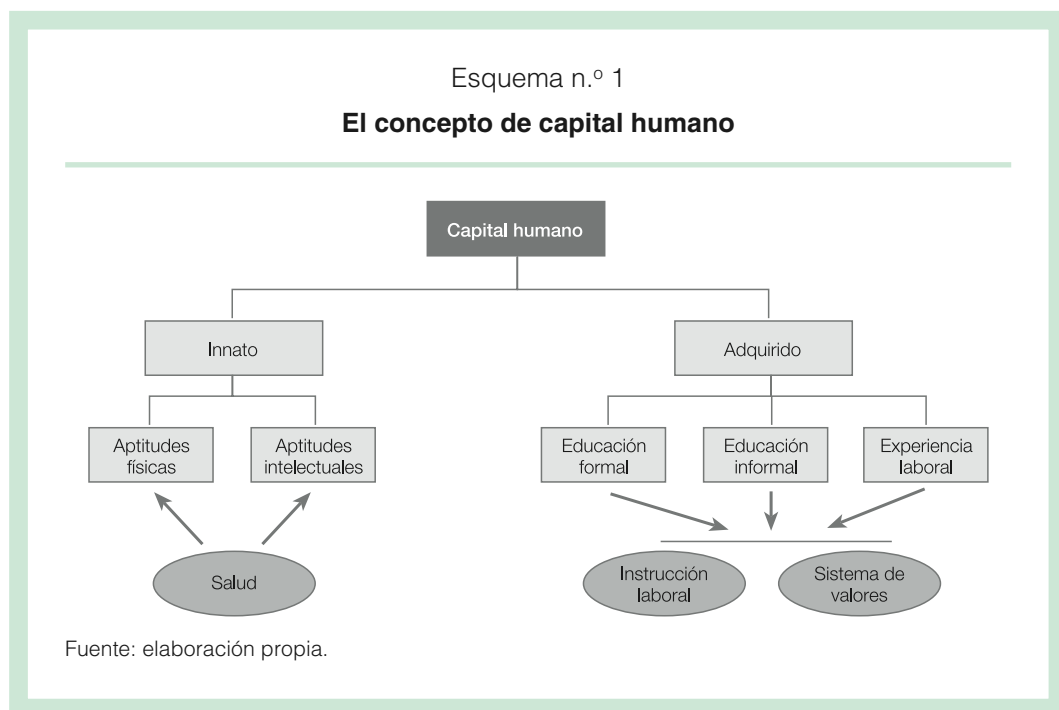 Esquema n.º 1
El concepto de capital humano
Capital humano
Innato
Adquirido
Aptitudes
físicas
Aptitudes
intelectuales
Educación
formal
Educación
informal
Experiencia
laboral
Salud
Instrucción
laboral
Sistema de
valores
Fuente: elaboración propia.